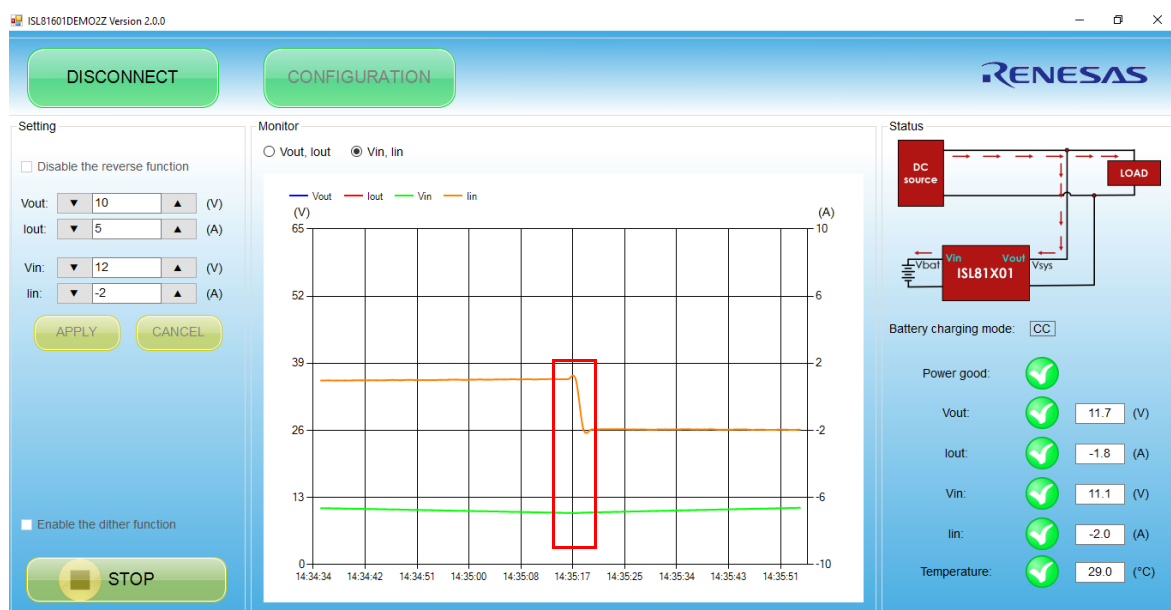 ISL81601DEMO2Z Version 2.0.0
DISCONNECT
CONFIGURATION
RENESAS
Setting
Disable the reverse function
Vout: ▼ 10 ▲ (V)
Iout: ▼ 5 ▲ (A)
Vin: ▼ 12 ▲ (V)
Iin: ▼ -2 ▲ (A)
APPLY CANCEL
Enable the dither function
STOP
Monitor
Vout, Iout Vin, Iin
Vout Iout Vin Iin
(V) (A)
65 10
52 6
39 2
26 -2
13 -6
0 -10
14:34:34 14:34:42 14:34:51 14:35:00 14:35:08 14:35:17 14:35:25 14:35:34 14:35:43 14:35:51
Status
DC
source
LOAD
Vbat Vin Vout Vsys
ISL81X01
Battery charging mode: CC
Power good:
Vout: 11.7 (V)
Iout: -1.8 (A)
Vin: 11.1 (V)
Iin: -2.0 (A)
Temperature: 29.0 (°C)